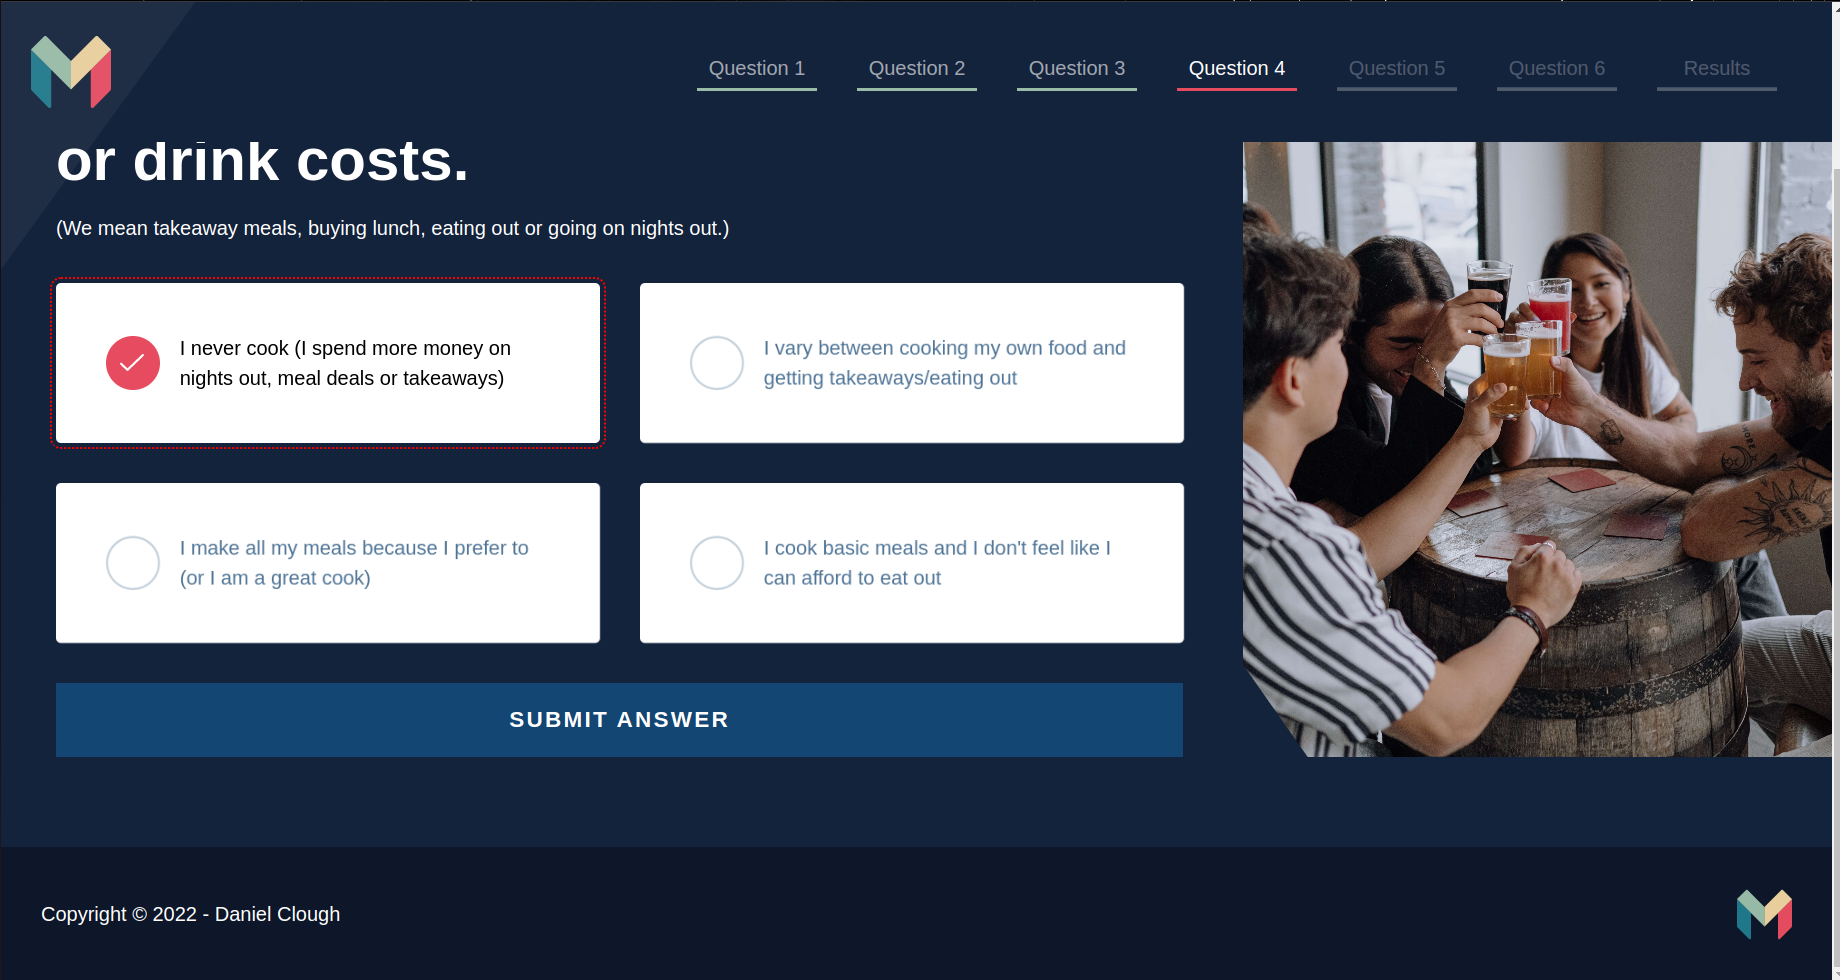 Question 1
Question 2
Question 3
Question 4
Question 5
Question 6
Results
or drink costs.
(We mean takeaway meals, buying lunch, eating out or going on nights out.)
I never cook (I spend more money on
nights out, meal deals or takeaways)
I vary between cooking my own food and
getting takeaways/eating out
I make all my meals because I prefer to
(or I am a great cook)
I cook basic meals and I don't feel like I
can afford to eat out
SUBMIT ANSWER
Copyright © 2022 - Daniel Clough